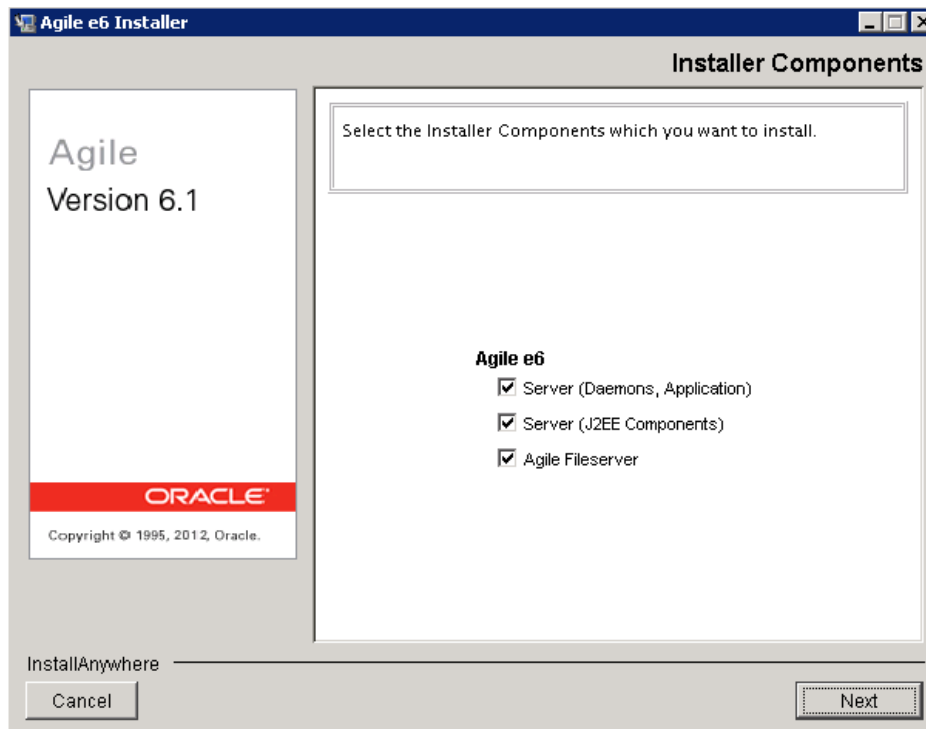 Agile e6 Installer
Installer Components
Agile
Version 6.1
ORACLE
Copyright © 1995, 2012, Oracle.
Select the Installer Components which you want to install.
Agile e6
Server (Daemons, Application)
Server (J2EE Components)
Agile Fileserver
InstallAnywhere
Cancel
Next